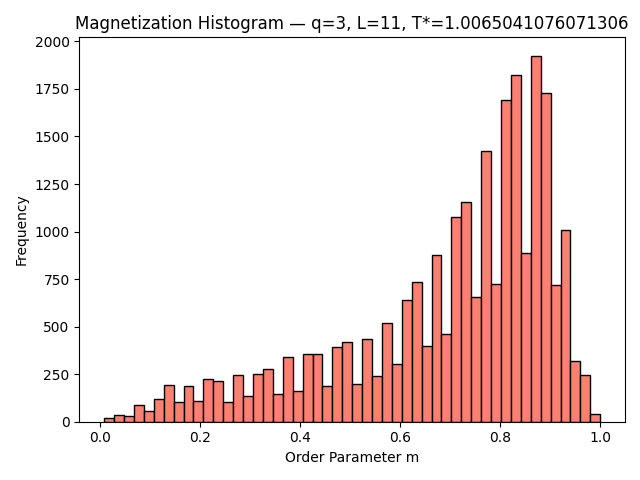 Magnetization Histogram — q=3, L=11, T*=1.0065041076071306
2000
1750
1500
1250
1000
750
500
250
0
Frequency
0.0 0.2 0.4 0.6 0.8 1.0
Order Parameter m